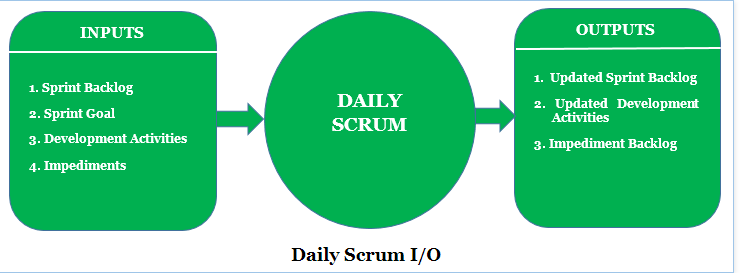 INPUTS
1. Sprint Backlog
2. Sprint Goal
3. Development Activities
4. Impediments
DAILY
SCRUM
OUTPUTS
1. Updated Sprint Backlog
2. Updated Development
Activities
3. Impediment Backlog
Daily Scrum I/O